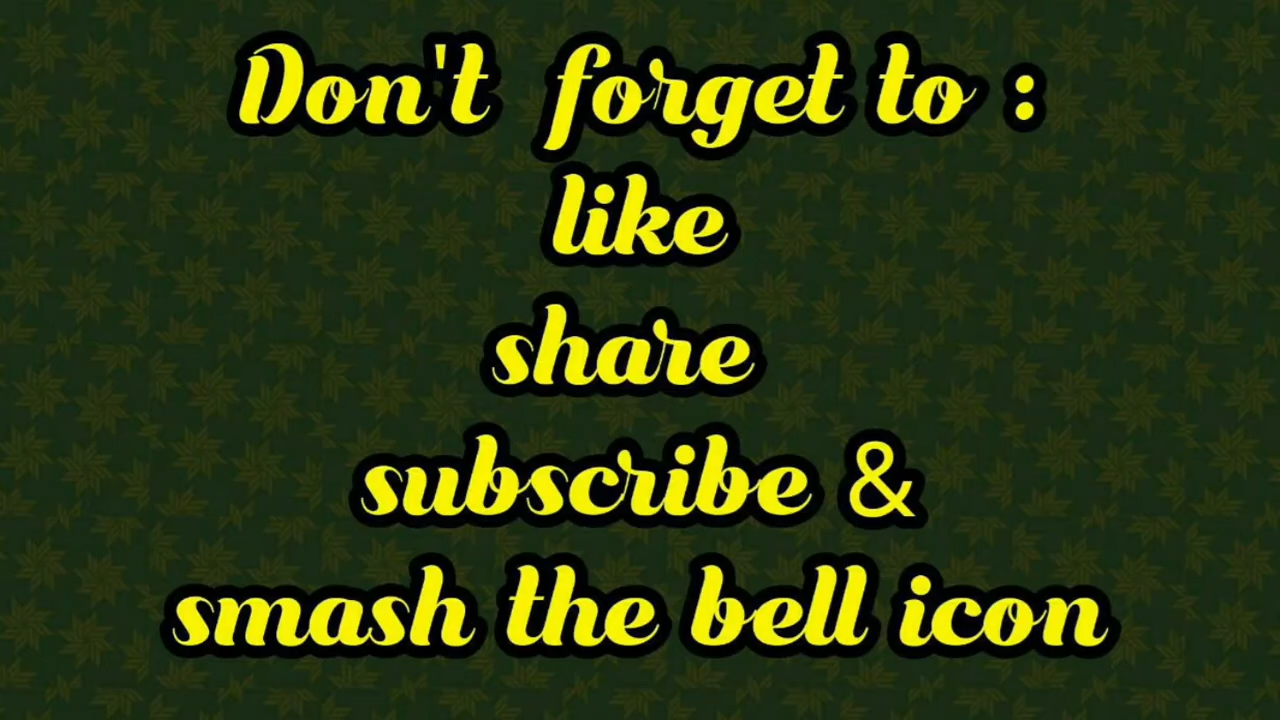 Don't forget to :
like
share
subscribe &
smash the bell icon